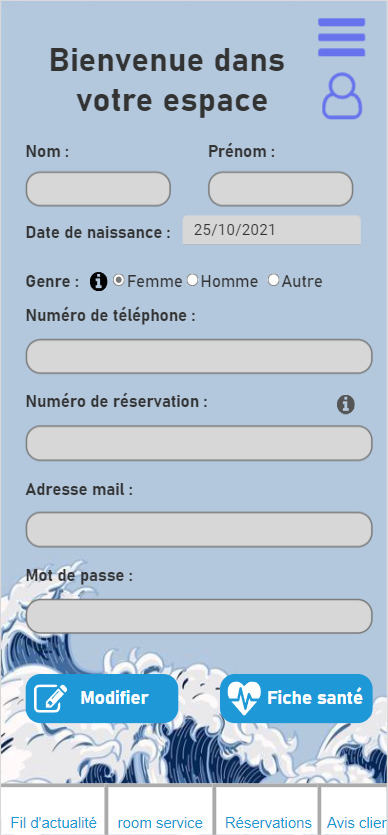 Bienvenue dans
votre espace
Nom :
Prénom :
Date de naissance :
25/10/2021
Genre :
Femme
Homme
Autre
Numéro de téléphone :
Numéro de réservation :
Adresse mail :
Mot de passe :
Modifier
Fiche santé
Fil d'actualité
room service
Réservations
Avis clier